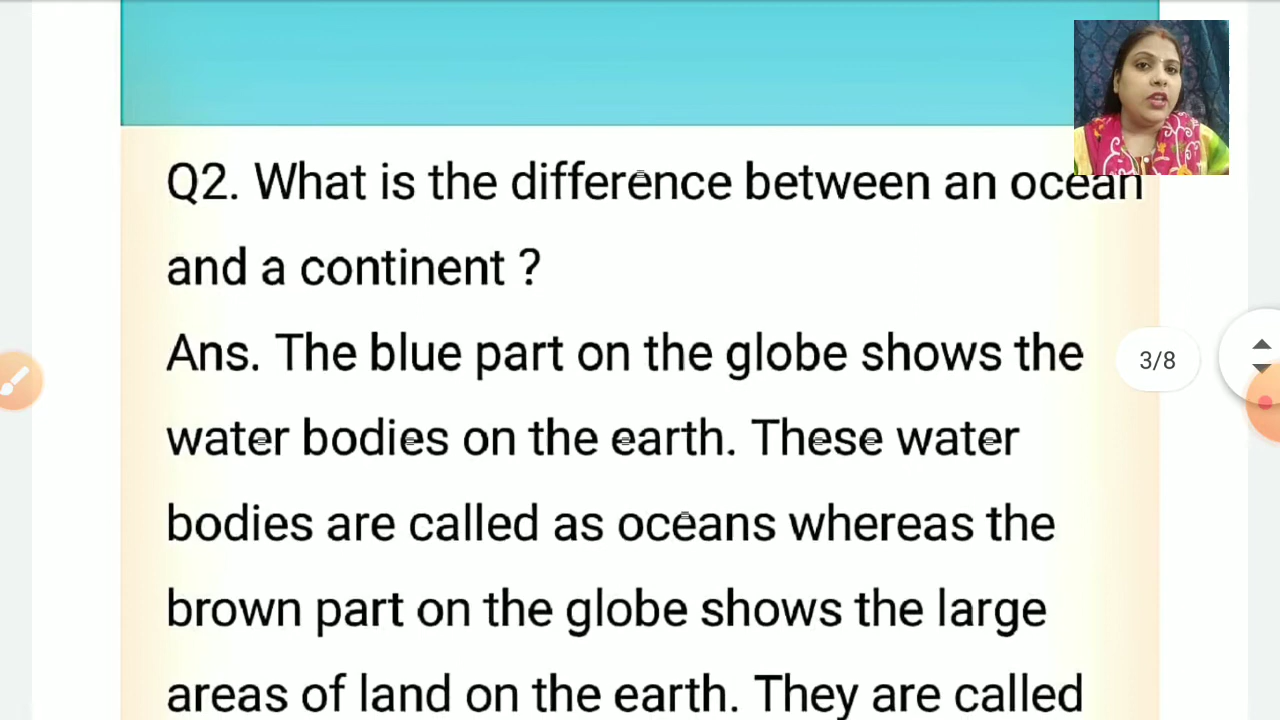 Q2. What is the difference between an ocean
and a continent ?
Ans. The blue part on the globe shows the
3/8
water bodies on the earth. These water
bodies are called as oceans whereas the
brown part on the globe shows the large
areas of land on the earth. They are called